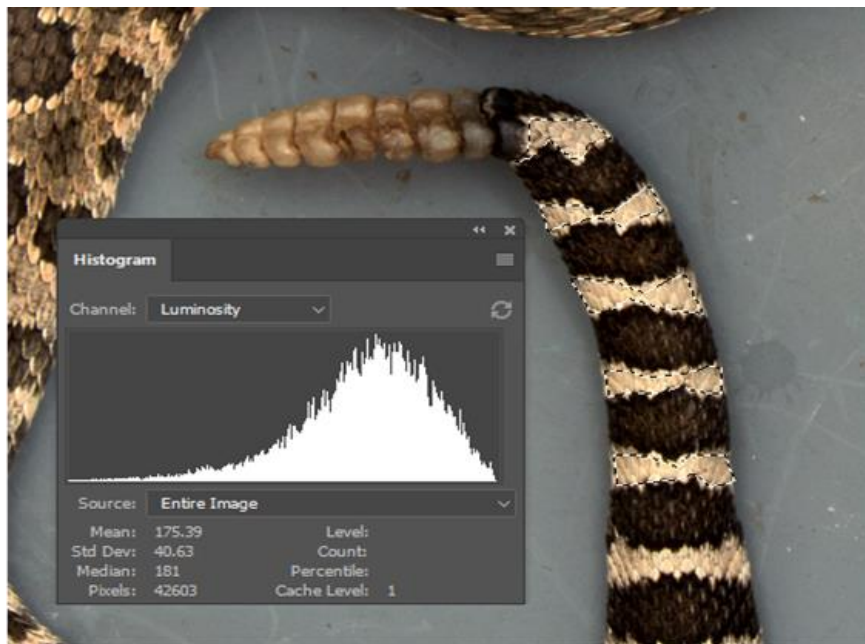 Histogram
Channel: Luminosity
Source: Entire Image
Mean: 175.39 Level:
Std Dev: 40.63 Count:
Median: 181 Percentile:
Pixels: 42603 Cache Level: 1